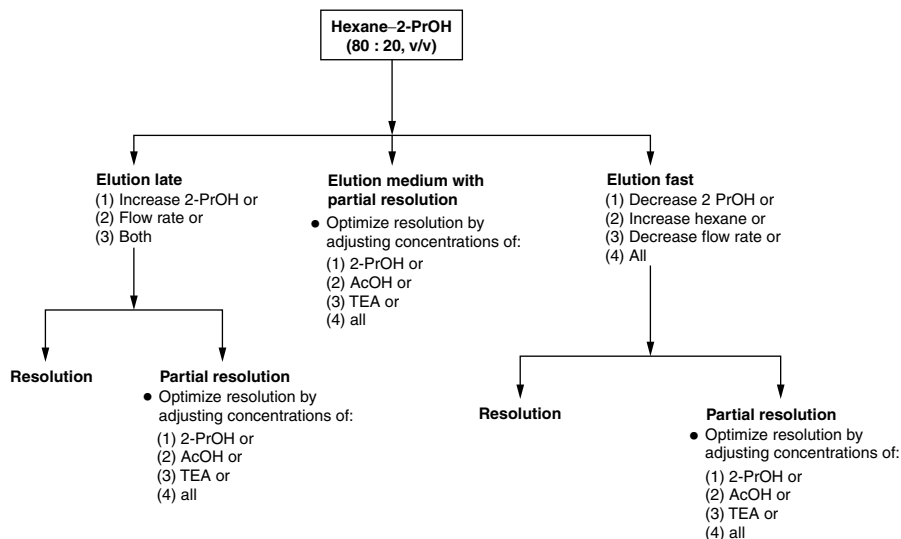 Hexane–2-PrOH
(80 : 20, v/v)
Elution late
(1) Increase 2-PrOH or
(2) Flow rate or
(3) Both
Elution medium with
partial resolution
● Optimize resolution by
adjusting concentrations of:
(1) 2-PrOH or
(2) AcOH or
(3) TEA or
(4) all
Elution fast
(1) Decrease 2 PrOH or
(2) Increase hexane or
(3) Decrease flow rate or
(4) All
Resolution
Partial resolution
● Optimize resolution by
adjusting concentrations of:
(1) 2-PrOH or
(2) AcOH or
(3) TEA or
(4) all
Resolution
Partial resolution
● Optimize resolution by
adjusting concentrations of:
(1) 2-PrOH or
(2) AcOH or
(3) TEA or
(4) all